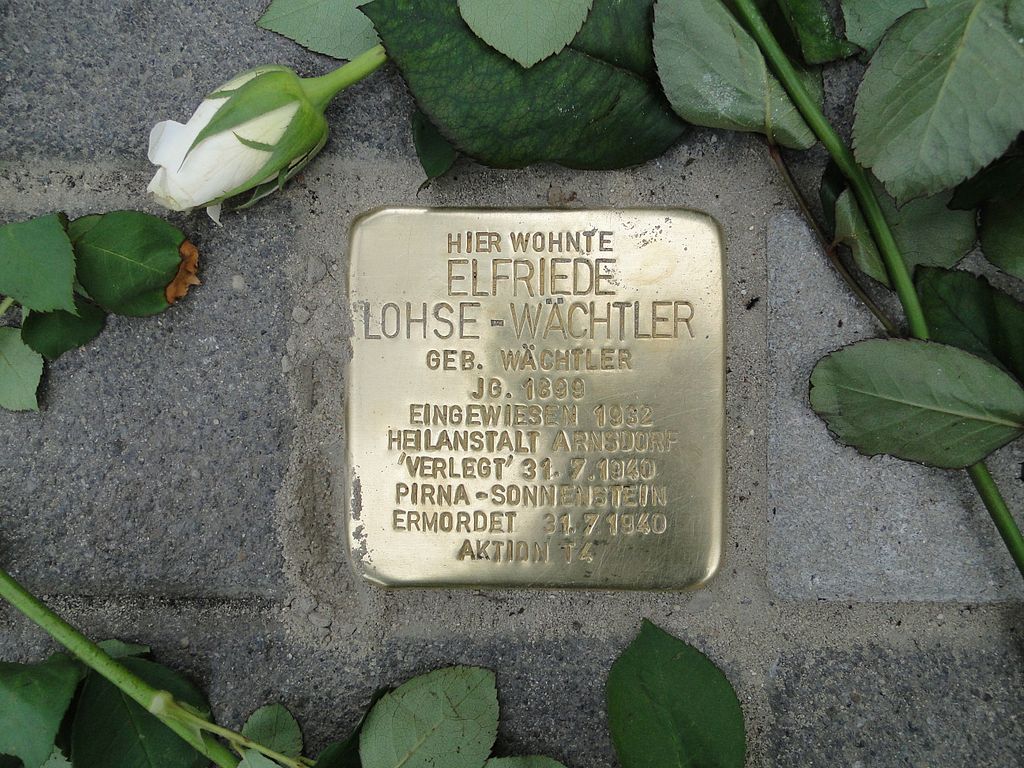 HIER WOHNTE
ELFRIEDE
LOHSE-WÄCHTLER
GEB. WÄCHTLER
JG. 1899
EINGEWIESEN 1932
HEILANSTALT ARNSDORF
'VERLEGT' 31.7.1940
PIRNA-SONNENSTEIN
ERMORDET 31.7.1940
AKTION T4